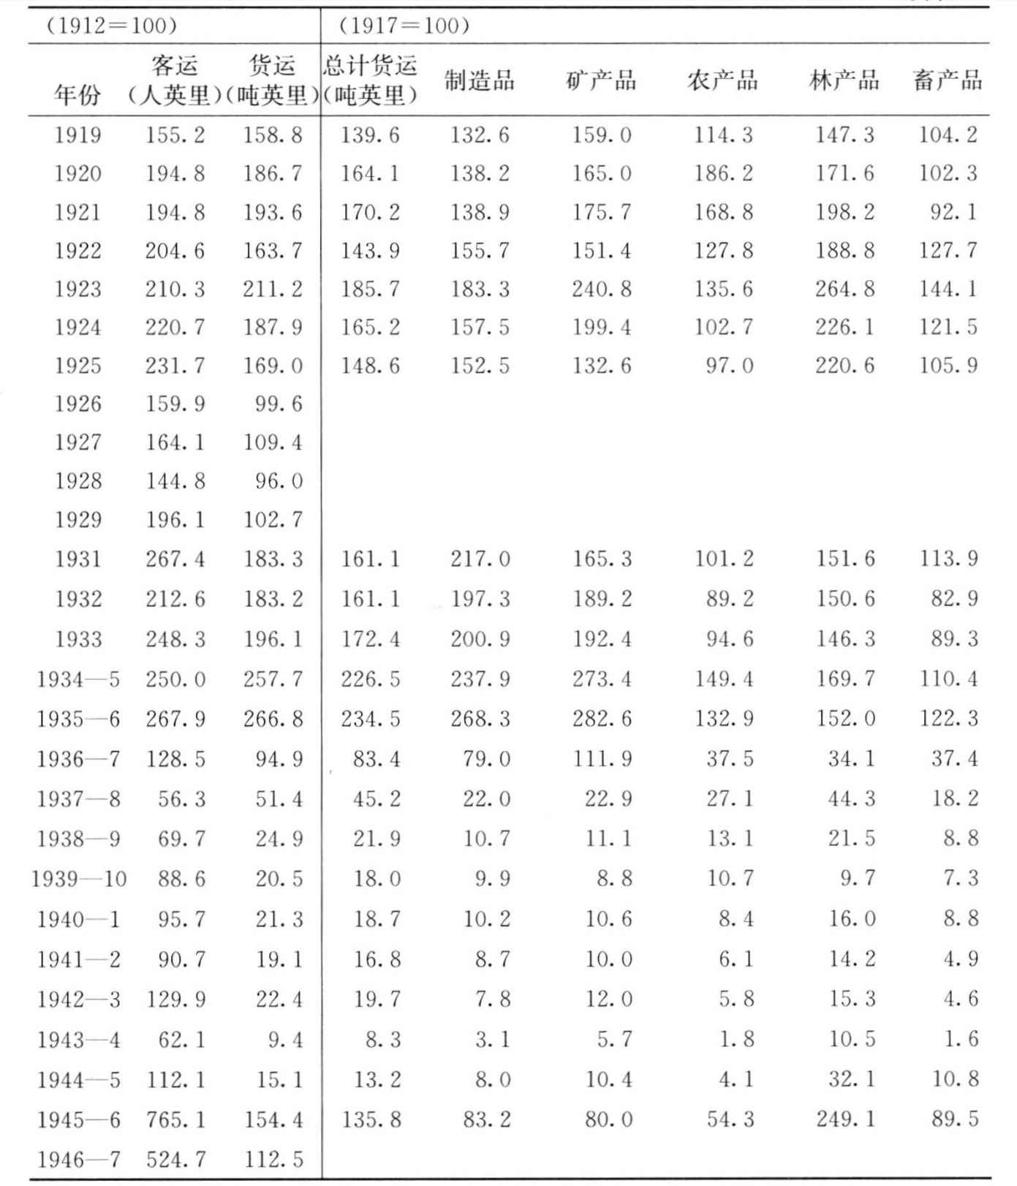 （1912＝100） （1917＝100）
客运 货运 总计货运 制造品 矿产品 农产品 林产品 畜产品
年份 （人英里） （吨英里） （吨英里）
1919 155.2 158.8 139.6 132.6 159.0 114.3 147.3 104.2
1920 194.8 186.7 164.1 138.2 165.0 186.2 171.6 102.3
1921 194.8 193.6 170.2 138.9 175.7 168.8 198.2 92.1
1922 204.6 163.7 143.9 155.7 151.4 127.8 188.8 127.7
1923 210.3 211.2 185.7 183.3 240.8 135.6 264.8 144.1
1924 220.7 187.9 165.2 157.5 199.4 102.7 226.1 121.5
1925 231.7 169.0 148.6 152.5 132.6 97.0 220.6 105.9
1926 159.9 99.6
1927 164.1 109.4
1928 144.8 96.0
1929 196.1 102.7
1931 267.4 183.3 161.1 217.0 165.3 101.2 151.6 113.9
1932 212.6 183.2 161.1 197.3 189.2 89.2 150.6 82.9
1933 248.3 196.1 172.4 200.9 192.4 94.6 146.3 89.3
1934—5 250.0 257.7 226.5 237.9 273.4 149.4 169.7 110.4
1935—6 267.9 266.8 234.5 268.3 282.6 132.9 152.0 122.3
1936—7 128.5 94.9 83.4 79.0 111.9 37.5 34.1 37.4
1937—8 56.3 51.4 45.2 22.0 22.9 27.1 44.3 18.2
1938—9 69.7 24.9 21.9 10.7 11.1 13.1 21.5 8.8
1939—10 88.6 20.5 18.0 9.9 8.8 10.7 9.7 7.3
1940—1 95.7 21.3 18.7 10.2 10.6 8.4 16.0 8.8
1941—2 90.7 19.1 16.8 8.7 10.0 6.1 14.2 4.9
1942—3 129.9 22.4 19.7 7.8 12.0 5.8 15.3 4.6
1943—4 62.1 9.4 8.3 3.1 5.7 1.8 10.5 1.6
1944—5 112.1 15.1 13.2 8.0 10.4 4.1 32.1 10.8
1945—6 765.1 154.4 135.8 83.2 80.0 54.3 249.1 89.5
1946—7 524.7 112.5